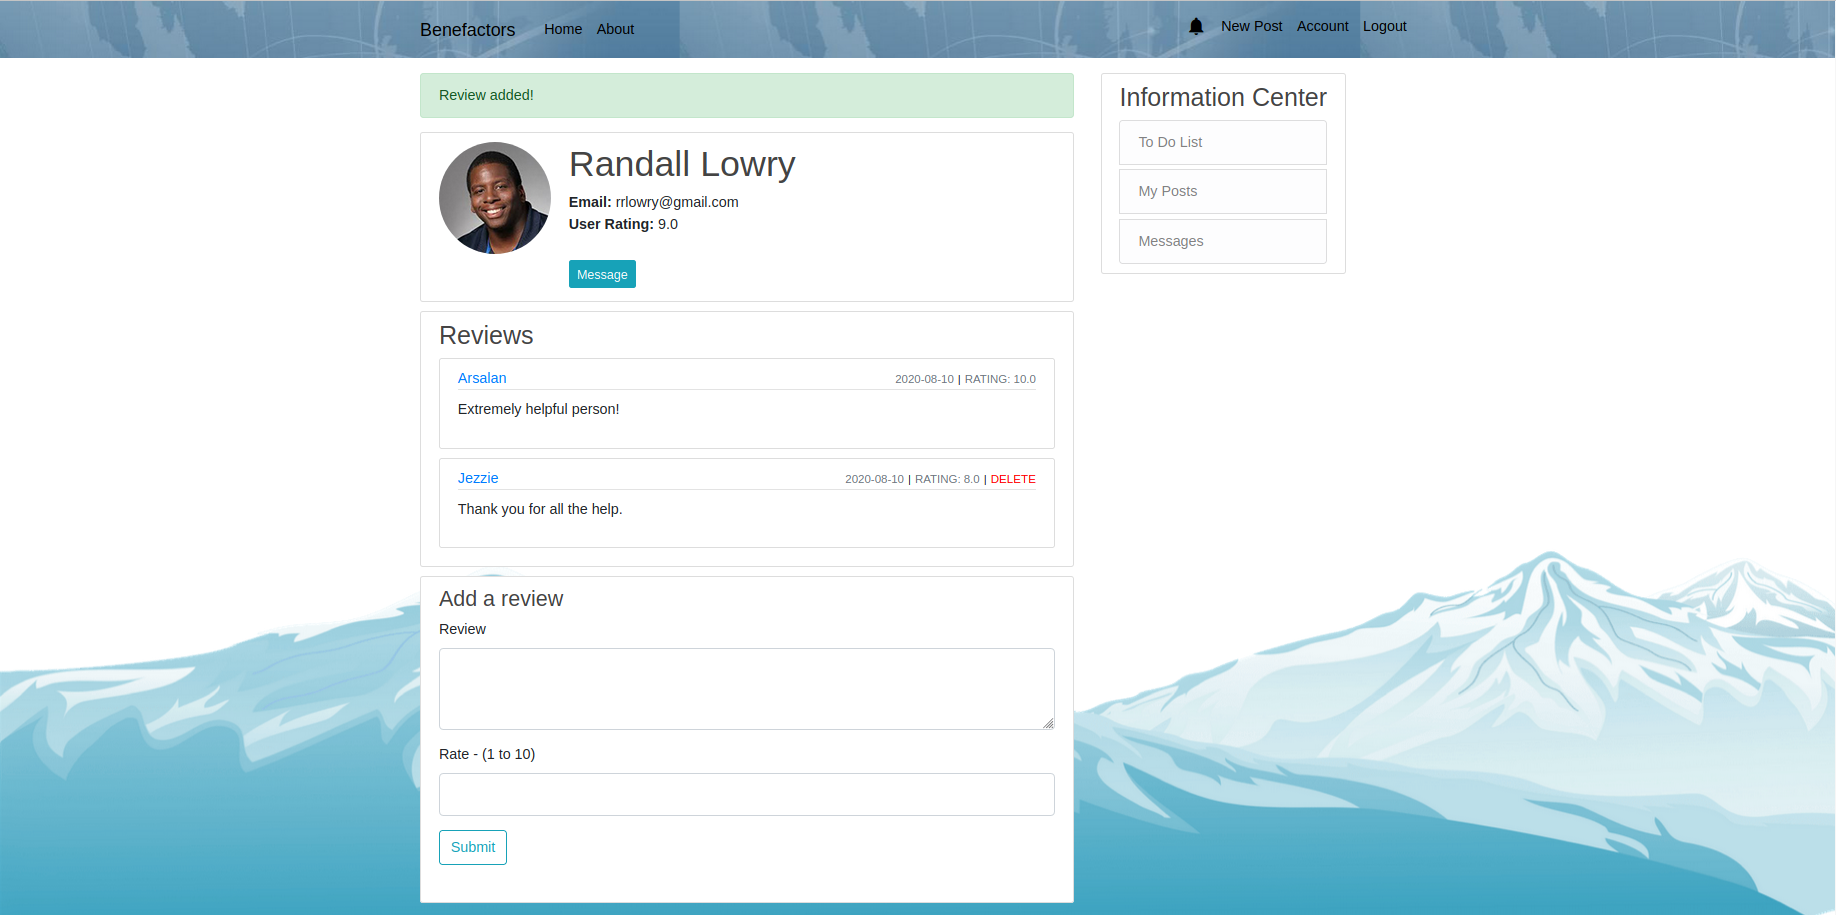 Benefactors Home About New Post Account Logout
Review added!
Randall Lowry
Email: rrlowry@gmail.com
User Rating: 9.0
Message
Reviews
Arsalan 2020-08-10 | RATING: 10.0
Extremely helpful person!
Jezzie 2020-08-10 | RATING: 8.0 | DELETE
Thank you for all the help.
Add a review
Review
Rate - (1 to 10)
Submit
Information Center
To Do List
My Posts
Messages